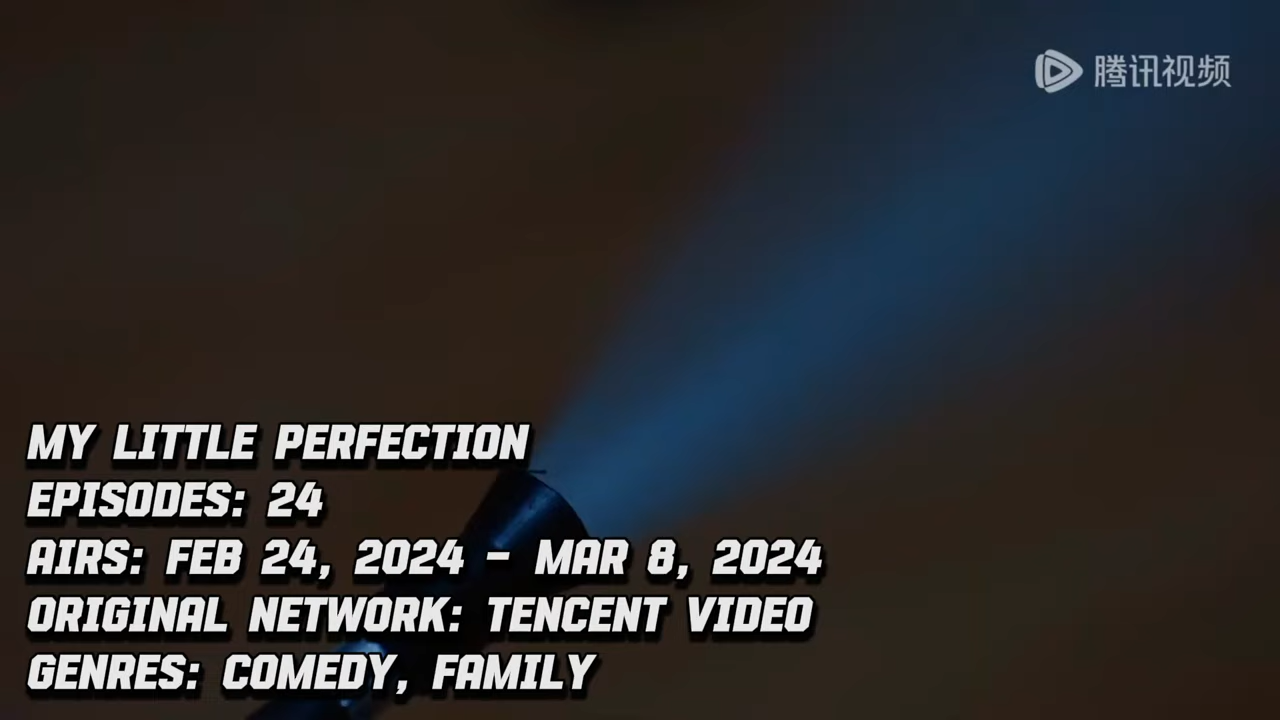 腾讯视频
MY LITTLE PERFECTION
EPISODES: 24
AIRS: FEB 24, 2024 - MAR 8, 2024
ORIGINAL NETWORK: TENCENT VIDEO
GENRES: COMEDY, FAMILY